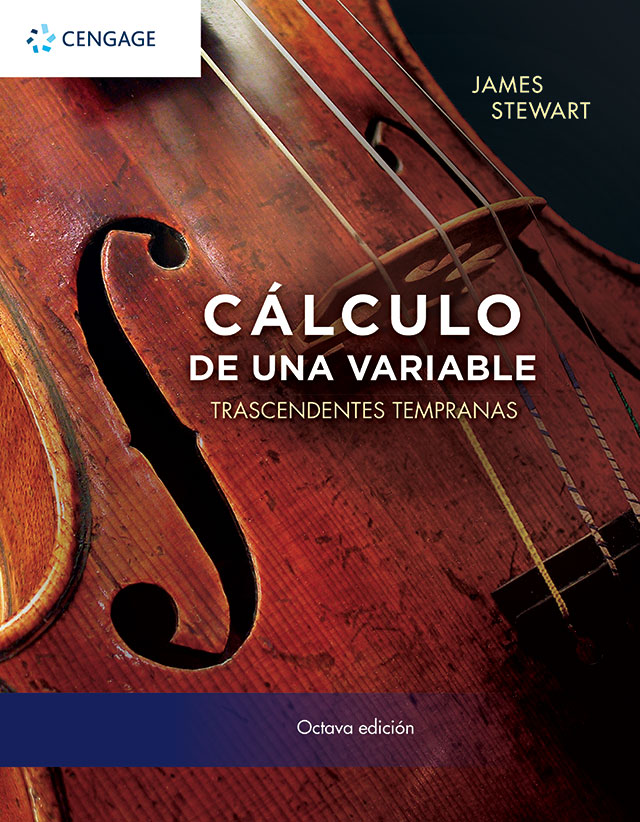 CENGAGE
JAMES
STEWART
CÁLCULO
DE UNA VARIABLE
TRASCENDENTES TEMPRANAS
Octava edición